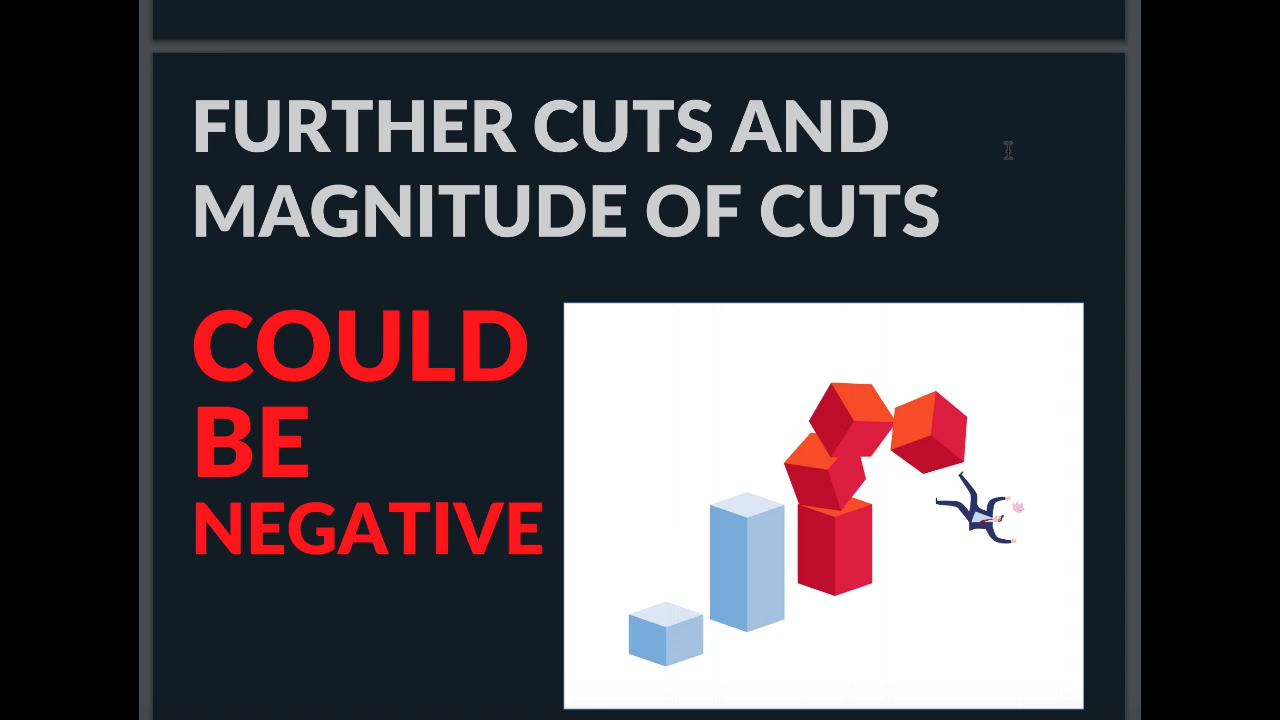 FURTHER CUTS AND
MAGNITUDE OF CUTS
COULD
BE
NEGATIVE